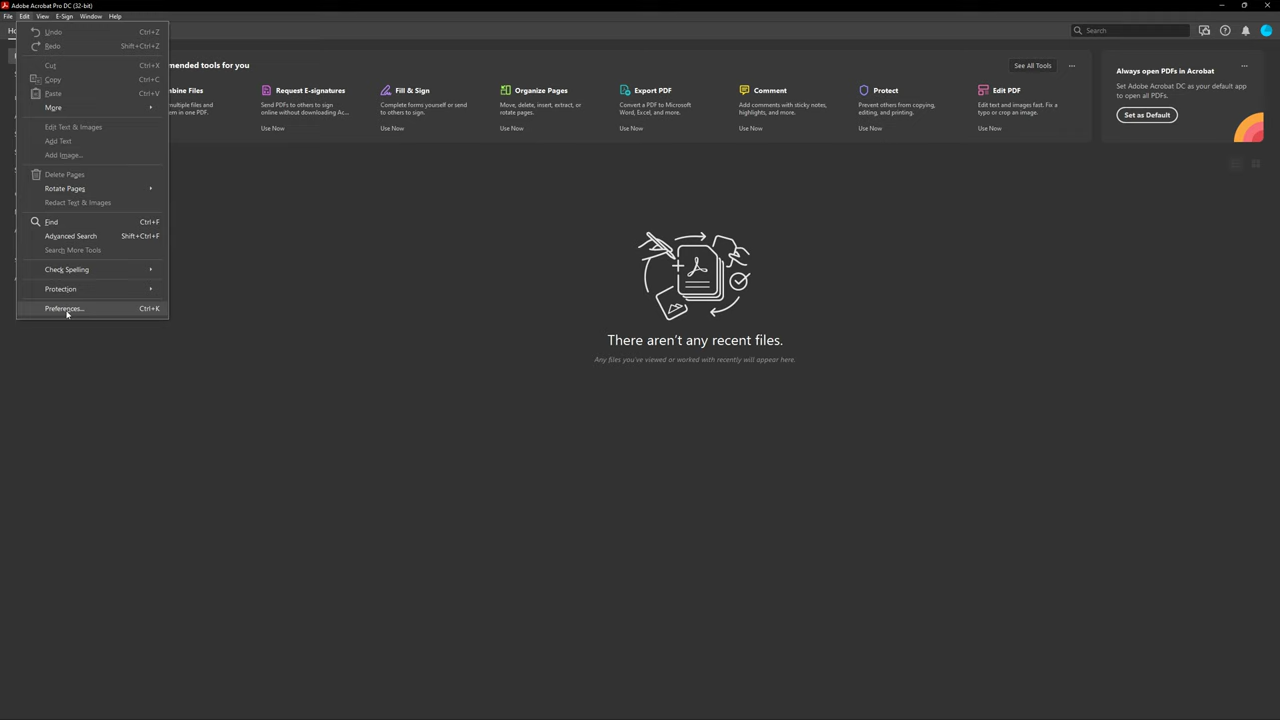 Adobe Acrobat Pro DC (32-bit)
File Edit View E-Sign Window Help
Search
Undo Ctrl+Z
Redo Shift+Ctrl+Z
Cut Ctrl+X
Copy Ctrl+C
Paste Ctrl+V
More
Edit Text & Images
Add Text
Add Image...
Delete Pages
Rotate Pages
Redact Text & Images
Find Ctrl+F
Advanced Search Shift+Ctrl+F
Search More Tools
Check Spelling
Protection
Preferences... Ctrl+K
mended tools for you
See All Tools
bine Files
multiple files and
in one PDF.
Request E-signatures
Send PDFs to others to sign
online without downloading Ac...
Use Now
Fill & Sign
Complete forms yourself or send
to others to sign.
Use Now
Organize Pages
Move, delete, insert, extract, or
rotate pages.
Use Now
Export PDF
Convert a PDF to Microsoft
Word, Excel, and more.
Use Now
Comment
Add comments with sticky notes,
highlights, and more.
Use Now
Protect
Prevent others from copying,
editing, and printing.
Use Now
Edit PDF
Edit text and images fast. Fix a
typo or crop an image.
Use Now
Always open PDFs in Acrobat
Set Adobe Acrobat DC as your default app
to open all PDFs.
Set as Default
There aren't any recent files.
Any files you've viewed or worked with recently will appear here.